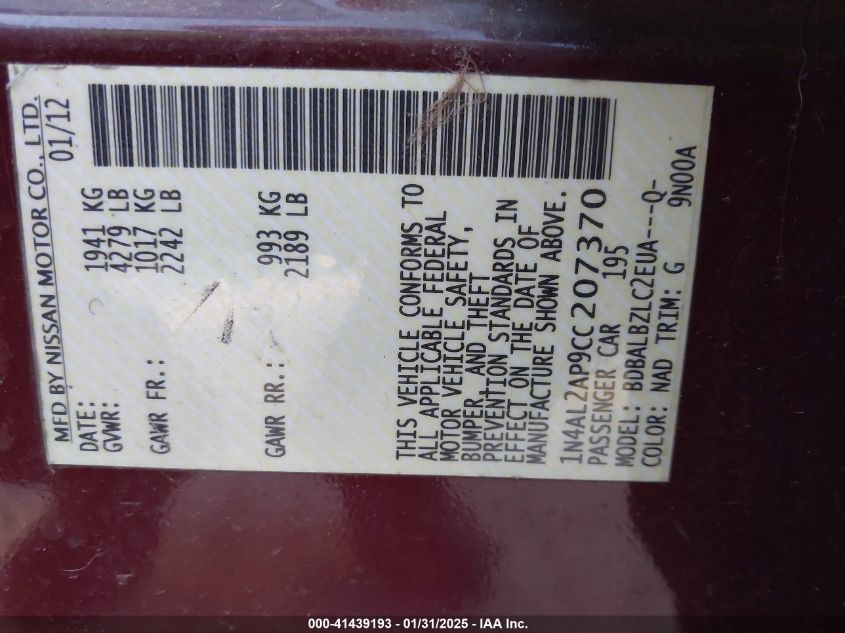 MFD BY NISSAN MOTOR CO., LTD.
DATE: 01/12
GVWR: 1941 KG
4279 LB
GAWR FR.: 1017 KG
2242 LB
GAWR RR.: 993 KG
2189 LB
THIS VEHICLE CONFORMS TO
ALL APPLICABLE FEDERAL
MOTOR VEHICLE SAFETY,
BUMPER, AND THEFT
PREVENTION STANDARDS IN
EFFECT ON THE DATE OF
MANUFACTURE SHOWN ABOVE.
1N4AL2AP9CC207370
PASSENGER CAR 195
MODEL: BDBALBZLC2EUA---Q-
COLOR: NAD TRIM: G 9N00A
000-41439193 - 01/31/2025 - IAA Inc.